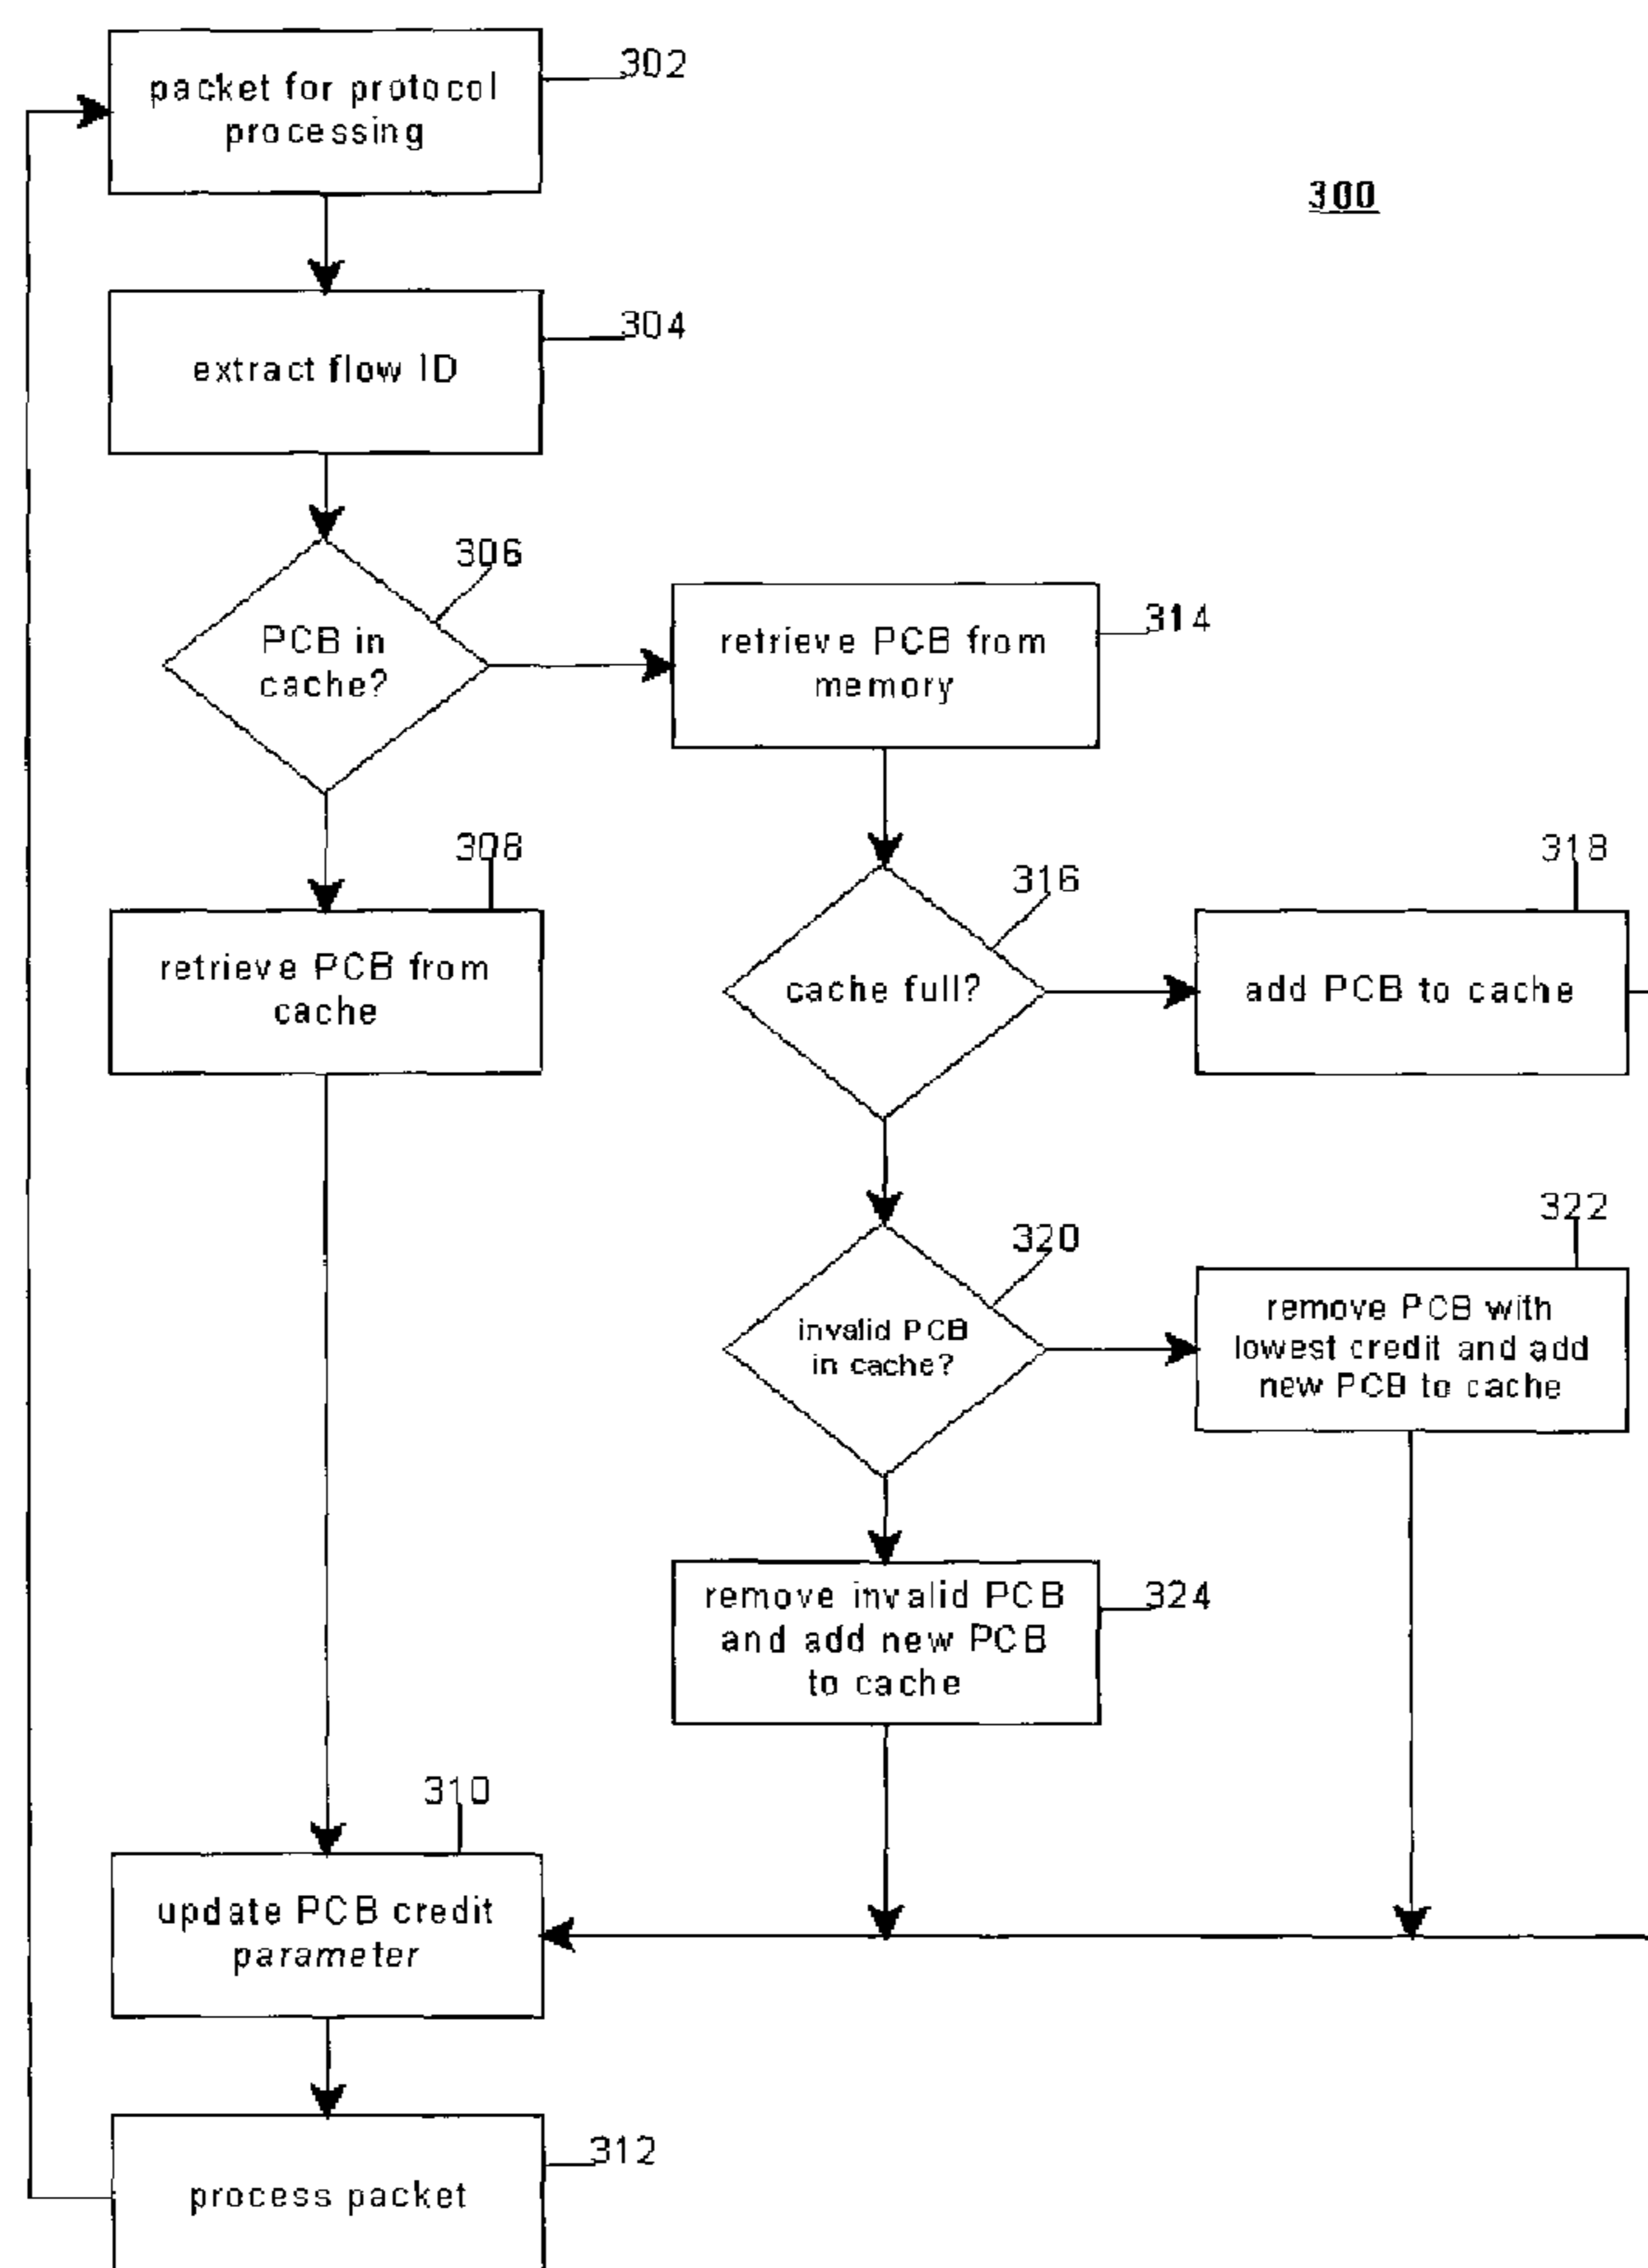 302
packet for protocol
processing
300
304
extract flow ID
306
PCB in
cache?
314
retrieve PCB from
memory
308
retrieve PCB from
cache
316
cache full?
318
add PCB to cache
320
invalid PCB
in cache?
322
remove PCB with
lowest credit and add
new PCB to cache
324
remove invalid PCB
and add new PCB
to cache
310
update PCB credit
parameter
312
process packet